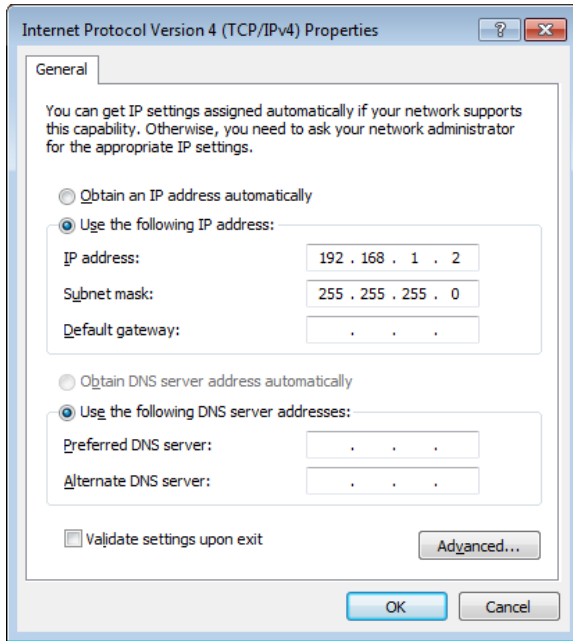 Internet Protocol Version 4 (TCP/IPv4) Properties
?
General
You can get IP settings assigned automatically if your network supports
this capability. Otherwise, you need to ask your network administrator
for the appropriate IP settings.
Obtain an IP address automatically
Use the following IP address:
IP address: 192 . 168 . 1 . 2
Subnet mask: 255 . 255 . 255 . 0
Default gateway: . . .
Obtain DNS server address automatically
Use the following DNS server addresses:
Preferred DNS server: . . .
Alternate DNS server: . . .
Validate settings upon exit
Advanced...
OK Cancel